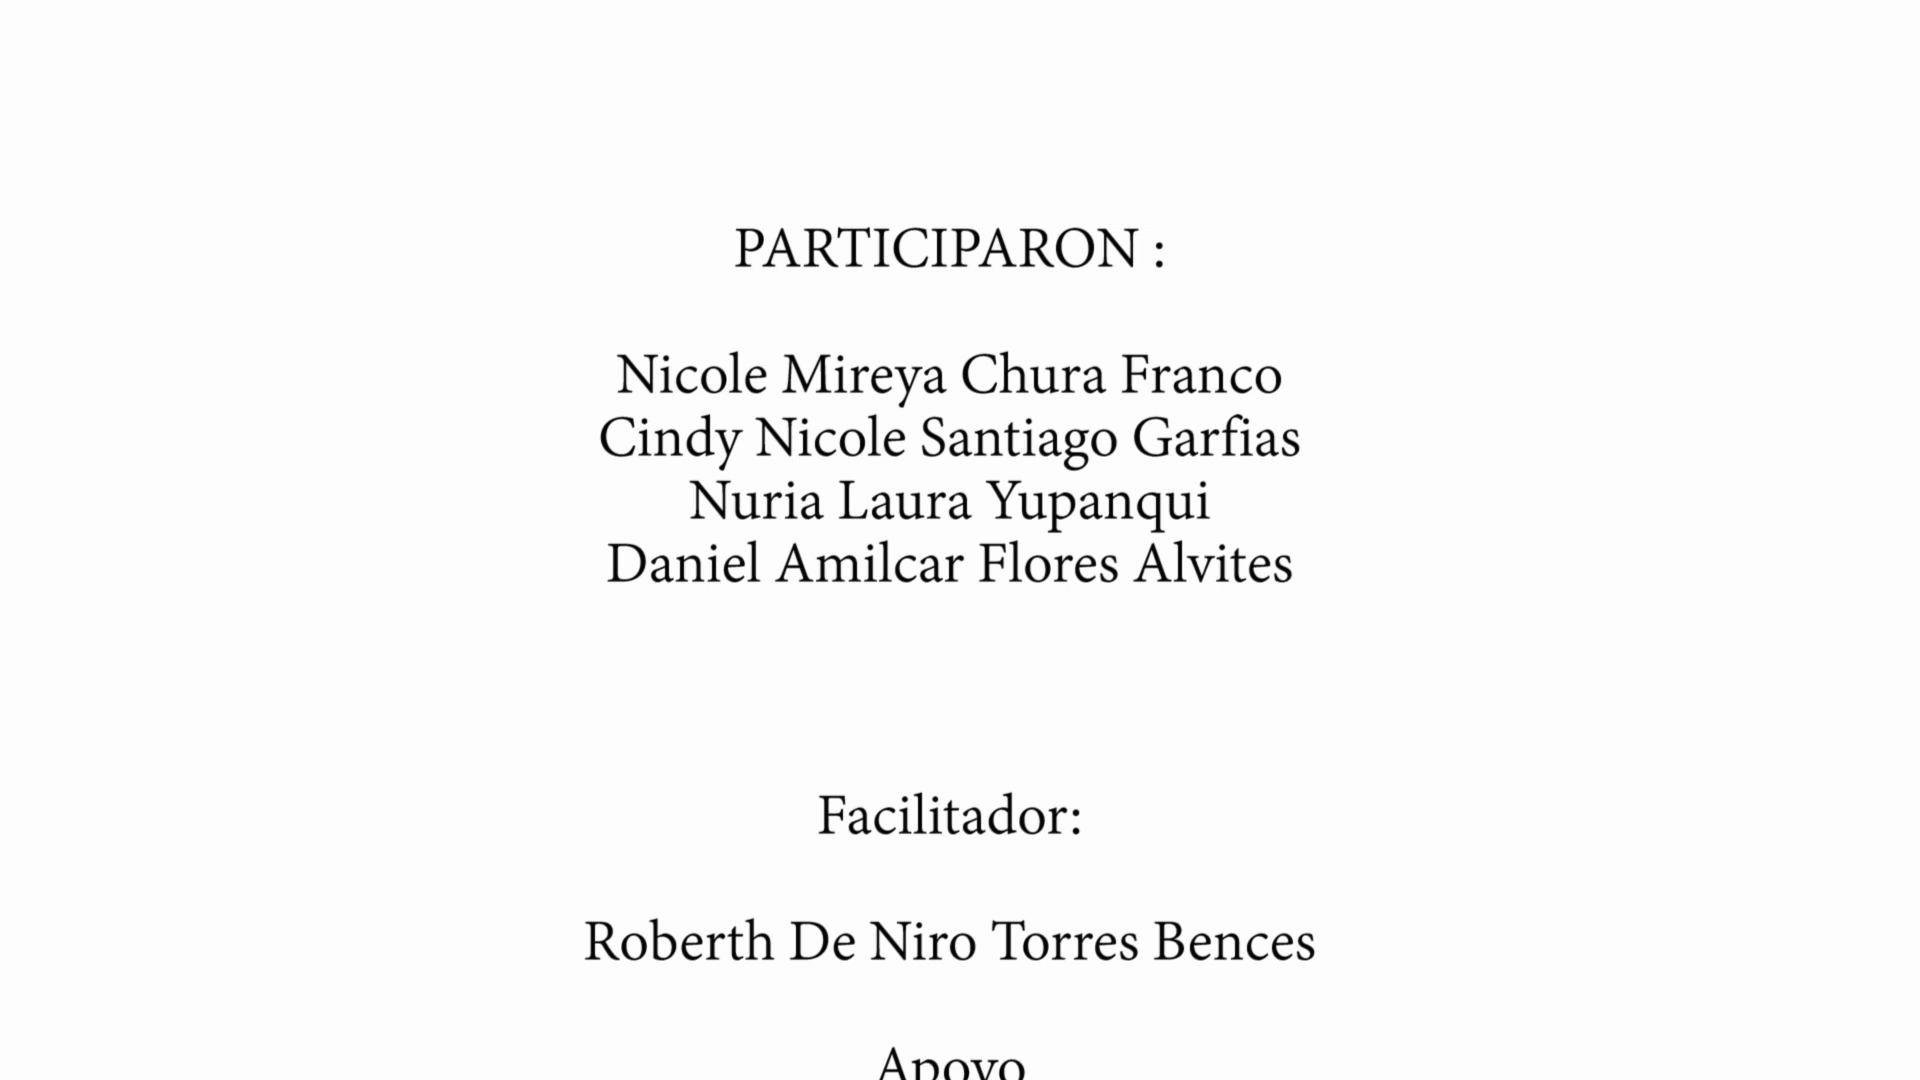 PARTICIPARON :
Nicole Mireya Chura Franco
Cindy Nicole Santiago Garfias
Nuria Laura Yupanqui
Daniel Amilcar Flores Alvites
Facilitador:
Roberth De Niro Torres Bences
Apoyo